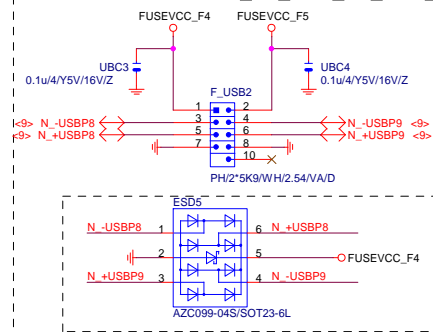 FUSEVCC_F4 FUSEVCC_F5
UBC3 UBC4
0.1u/4/Y5V/16V/Z 0.1u/4/Y5V/16V/Z
F_USB2
1 2
<9> N_-USBP8 3 4 N_-USBP9 <9>
<9> N_+USBP8 5 6 N_+USBP9 <9>
7 8
10
PH/2*5K9/WH/2.54/VA/D
ESD5
N_-USBP8 1 6 N_+USBP8
2 5 FUSEVCC_F4
N_+USBP9 3 4 N_-USBP9
AZC099-04S/SOT23-6L